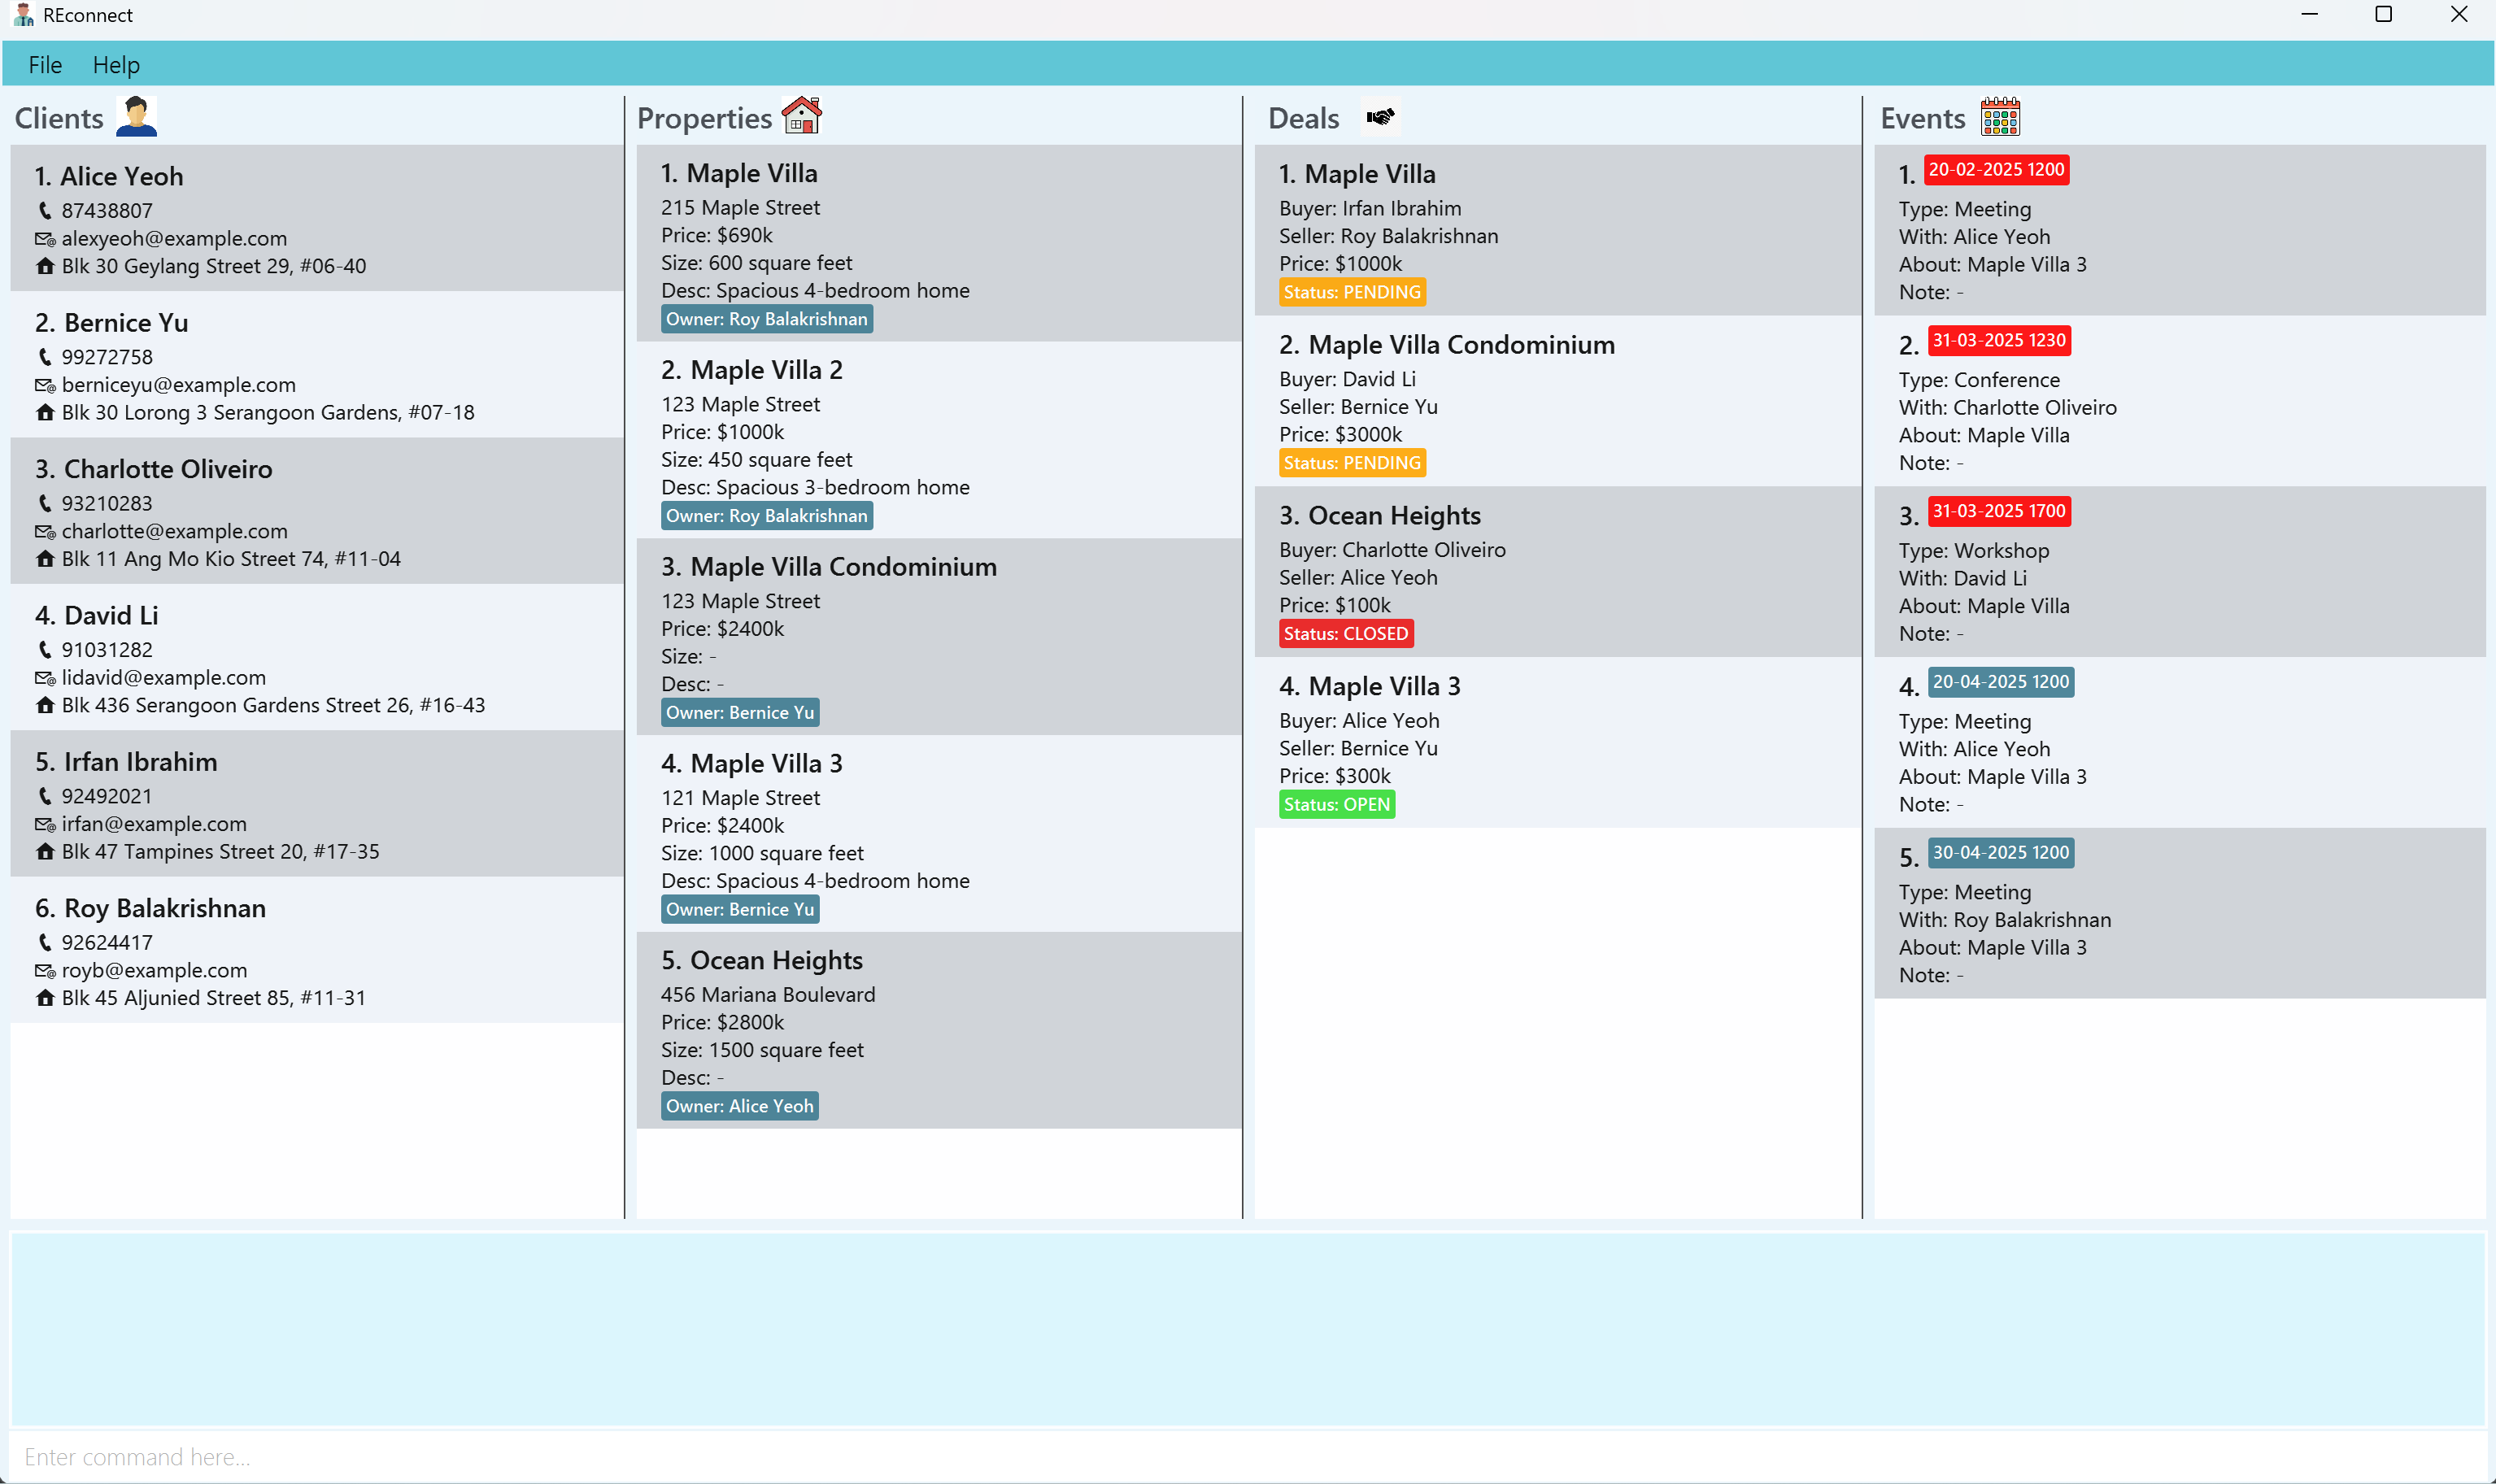 REconnect
File Help
Clients
1. Alice Yeoh
87438807
alexyeoh@example.com
Blk 30 Geylang Street 29, #06-40
2. Bernice Yu
99272758
berniceyu@example.com
Blk 30 Lorong 3 Serangoon Gardens, #07-18
3. Charlotte Oliveiro
93210283
charlotte@example.com
Blk 11 Ang Mo Kio Street 74, #11-04
4. David Li
91031282
lidavid@example.com
Blk 436 Serangoon Gardens Street 26, #16-43
5. Irfan Ibrahim
92492021
irfan@example.com
Blk 47 Tampines Street 20, #17-35
6. Roy Balakrishnan
92624417
royb@example.com
Blk 45 Aljunied Street 85, #11-31
Properties
1. Maple Villa
215 Maple Street
Price: $690k
Size: 600 square feet
Desc: Spacious 4-bedroom home
Owner: Roy Balakrishnan
2. Maple Villa 2
123 Maple Street
Price: $1000k
Size: 450 square feet
Desc: Spacious 3-bedroom home
Owner: Roy Balakrishnan
3. Maple Villa Condominium
123 Maple Street
Price: $2400k
Size: -
Desc: -
Owner: Bernice Yu
4. Maple Villa 3
121 Maple Street
Price: $2400k
Size: 1000 square feet
Desc: Spacious 4-bedroom home
Owner: Bernice Yu
5. Ocean Heights
456 Mariana Boulevard
Price: $2800k
Size: 1500 square feet
Desc: -
Owner: Alice Yeoh
Deals
1. Maple Villa
Buyer: Irfan Ibrahim
Seller: Roy Balakrishnan
Price: $1000k
Status: PENDING
2. Maple Villa Condominium
Buyer: David Li
Seller: Bernice Yu
Price: $3000k
Status: PENDING
3. Ocean Heights
Buyer: Charlotte Oliveiro
Seller: Alice Yeoh
Price: $100k
Status: CLOSED
4. Maple Villa 3
Buyer: Alice Yeoh
Seller: Bernice Yu
Price: $300k
Status: OPEN
Events
1. 20-02-2025 1200
Type: Meeting
With: Alice Yeoh
About: Maple Villa 3
Note: -
2. 31-03-2025 1230
Type: Conference
With: Charlotte Oliveiro
About: Maple Villa
Note: -
3. 31-03-2025 1700
Type: Workshop
With: David Li
About: Maple Villa
Note: -
4. 20-04-2025 1200
Type: Meeting
With: Alice Yeoh
About: Maple Villa 3
Note: -
5. 30-04-2025 1200
Type: Meeting
With: Roy Balakrishnan
About: Maple Villa 3
Note: -
Enter command here...